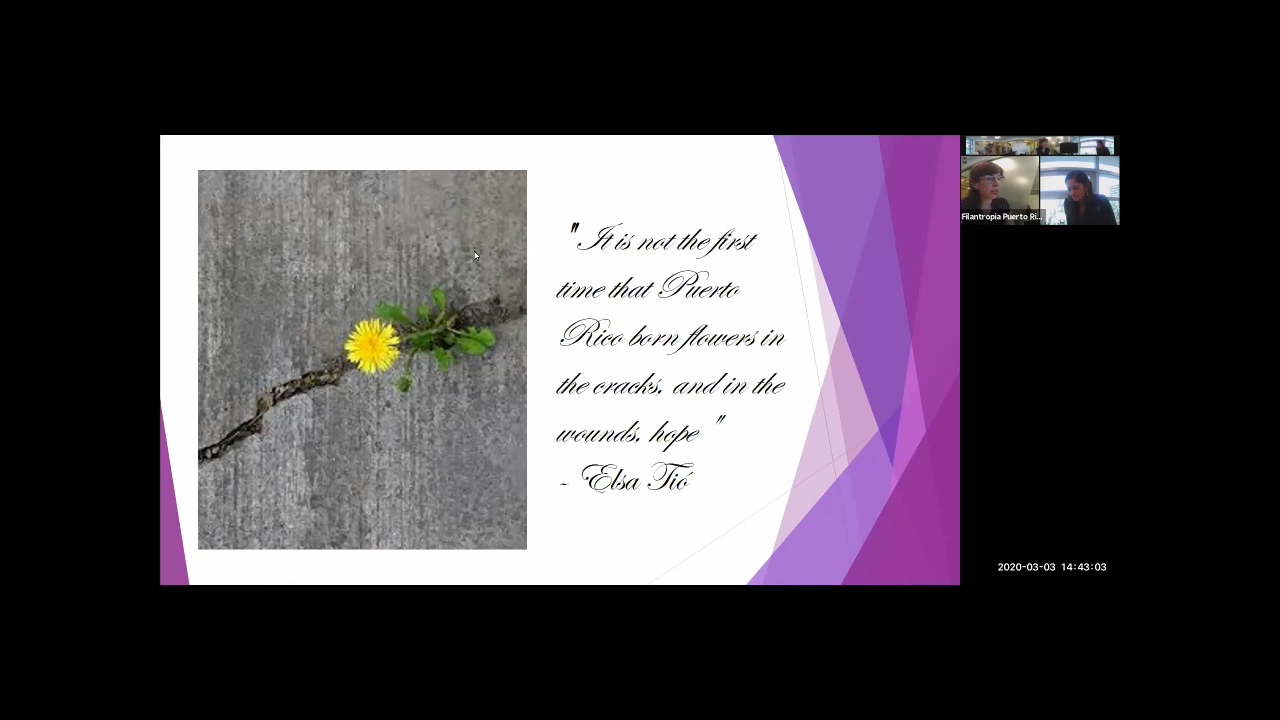 "It is not the first
time that Puerto
Rico born flowers in
the cracks, and in the
wounds, hope "
- Elsa Tió
Filantropia Puerto Ri...
2020-03-03 14:43:03